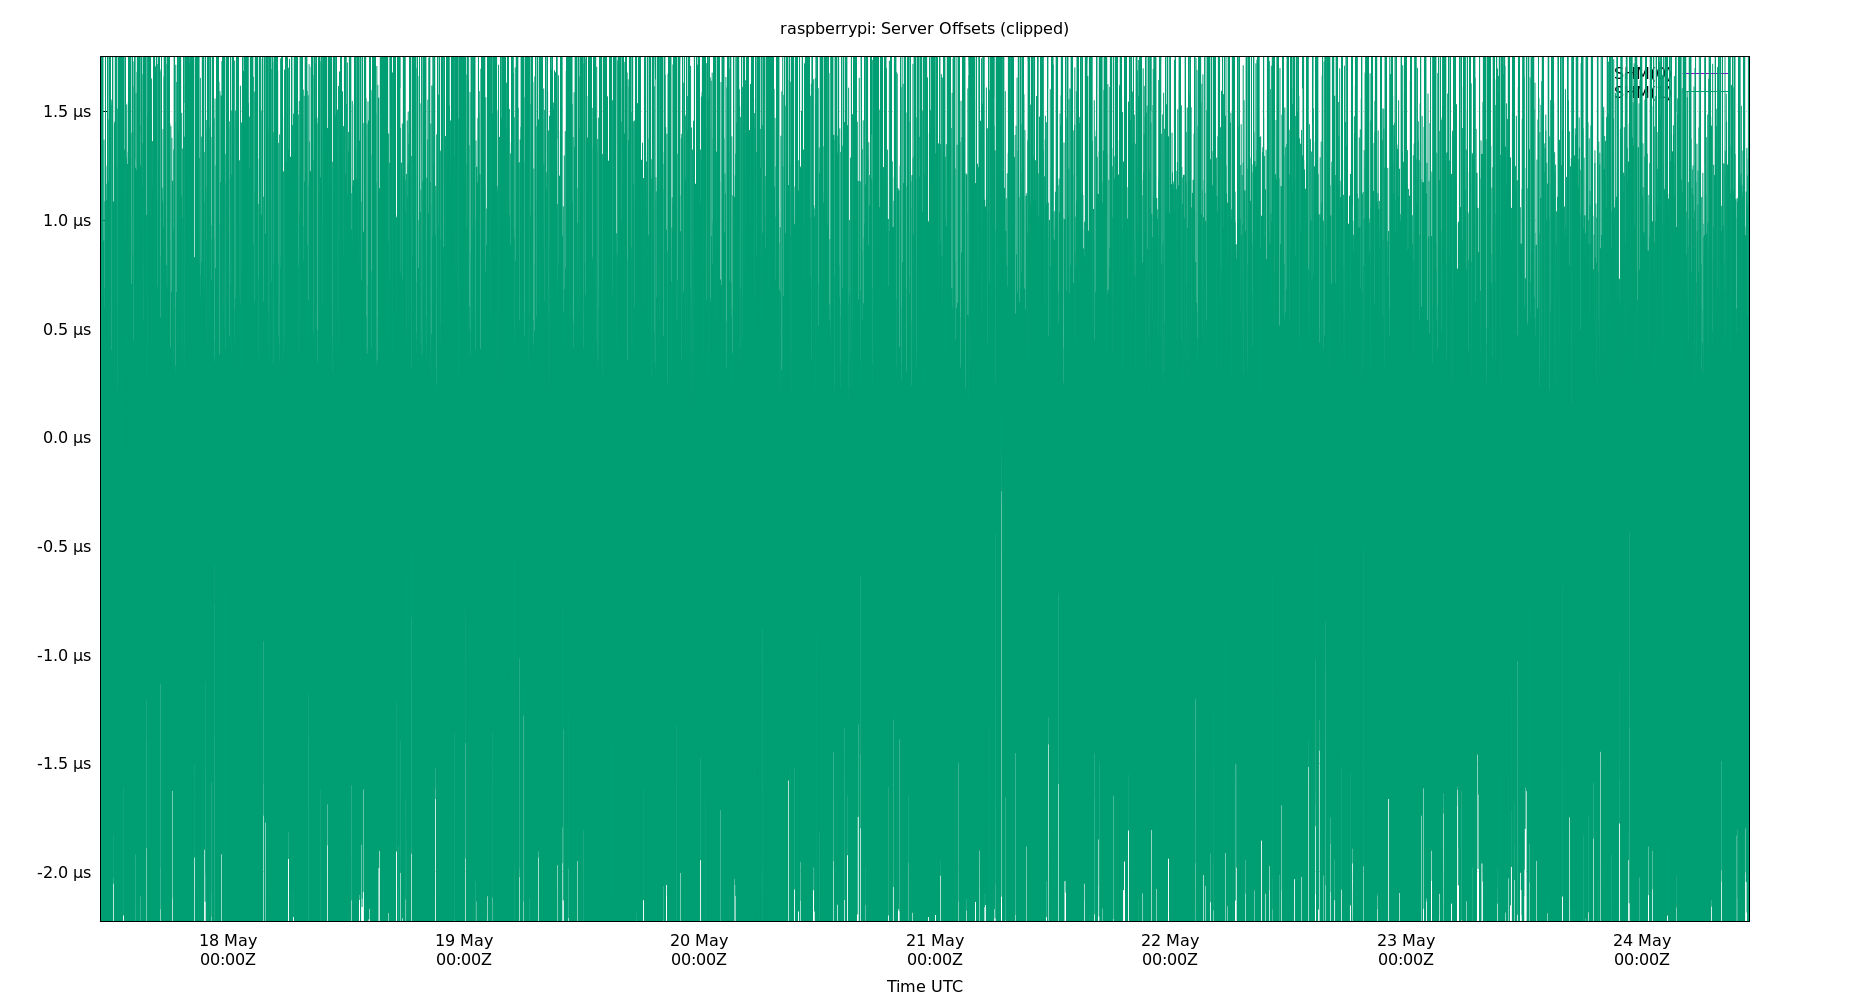 raspberrypi: Server Offsets (clipped)
SHM(0)
1.5 µs
1.0 µs
0.5 µs
0.0 µs
-0.5 µs
-1.0 µs
-1.5 µs
-2.0 µs
18 May
00:00Z
19 May
00:00Z
20 May
00:00Z
21 May
00:00Z
22 May
00:00Z
23 May
00:00Z
24 May
00:00Z
Time UTC